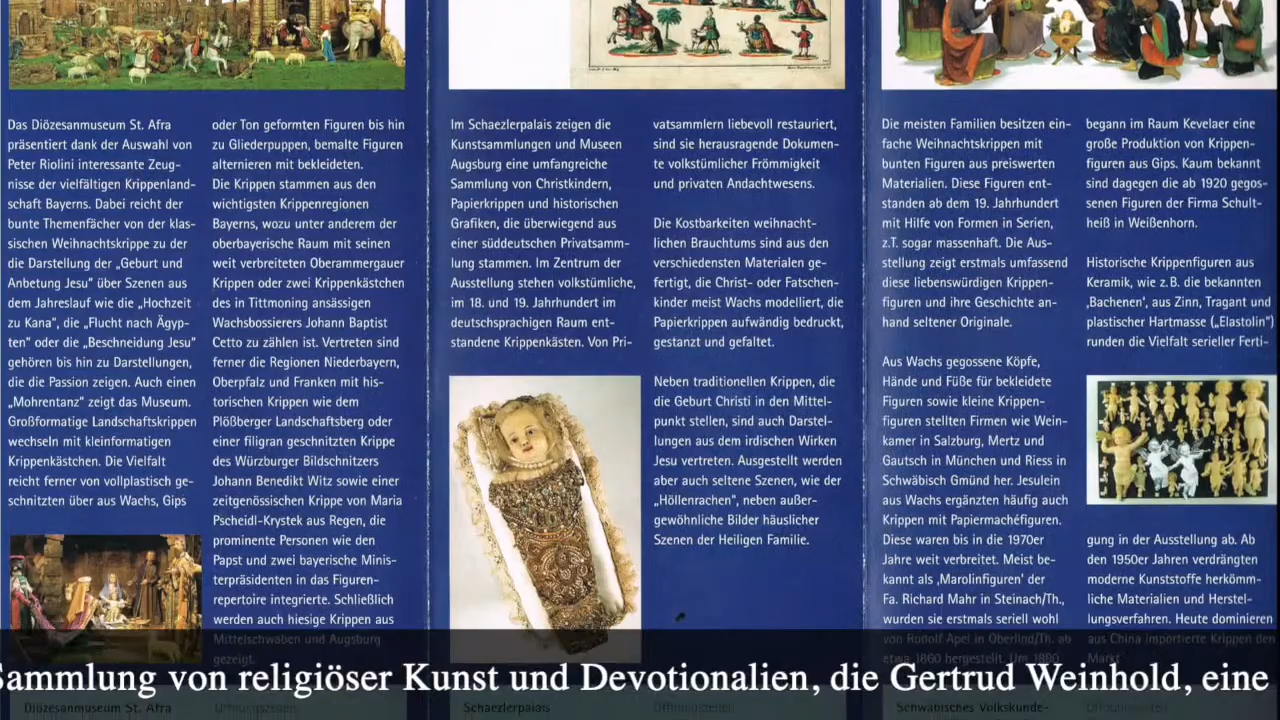 Das Diözesanmuseum St. Afra
präsentiert dank der Auswahl von
Peter Riolini interessante Zeug-
nisse der vielfältigen Krippenland-
schaft Bayerns. Dabei reicht der
bunte Themenfächer von der klas-
sischen Weihnachtskrippe zu der
die Darstellung der „Geburt und
Anbetung Jesu" über Szenen aus
dem Jahreslauf wie die „Hochzeit
zu Kana", die „Flucht nach Ägyp-
ten" oder die „Beschneidung Jesu"
gehören bis hin zu Darstellungen,
die die Passion zeigen. Auch einen
„Mohrentanz" zeigt das Museum.
Großformatige Landschaftskrippen
wechseln mit kleinformatigen
Krippenkästchen. Die Vielfalt
reicht ferner von vollplastisch ge-
schnitzten über aus Wachs, Gips
oder Ton geformten Figuren bis hin
zu Gliederpuppen, bemalte Figuren
alternieren mit bekleideten.
Die Krippen stammen aus den
wichtigsten Krippenregionen
Bayerns, wozu unter anderem der
oberbayerische Raum mit seinen
weit verbreiteten Oberammergauer
Krippen oder zwei Krippenkästchen
des in Tittmoning ansässigen
Wachsbossierers Johann Baptist
Cetto zu zählen ist. Vertreten sind
ferner die Regionen Niederbayern,
Oberpfalz und Franken mit his-
torischen Krippen wie dem
Plößberger Landschaftsberg oder
einer filigran geschnitzten Krippe
des Würzburger Bildschnitzers
Johann Benedikt Witz sowie einer
zeitgenössischen Krippe von Maria
Pscheidl-Krystek aus Regen, die
prominente Personen wie den
Papst und zwei bayerische Minis-
terpräsidenten in das Figuren-
repertoire integrierte. Schließlich
werden auch hiesige Krippen aus
Mittelschwaben und Augsburg
gezeigt.
Im Schaezlerpalais zeigen die
Kunstsammlungen und Museen
Augsburg eine umfangreiche
Sammlung von Christkindern,
Papierkrippen und historischen
Grafiken, die überwiegend aus
einer süddeutschen Privatsamm-
lung stammen. Im Zentrum der
Ausstellung stehen volkstümliche,
im 18. und 19. Jahrhundert im
deutschsprachigen Raum ent-
standene Krippenkästen. Von Pri-
vatsammlern liebevoll restauriert,
sind sie herausragende Dokumen-
te volkstümlicher Frömmigkeit
und privaten Andachtwesens.
Die Kostbarkeiten weihnacht-
lichen Brauchtums sind aus den
verschiedensten Materialen ge-
fertigt, die Christ- oder Fatschen-
kinder meist Wachs modelliert, die
Papierkrippen aufwändig bedruckt,
gestanzt und gefaltet.
Neben traditionellen Krippen, die
die Geburt Christi in den Mittel-
punkt stellen, sind auch Darstel-
lungen aus dem irdischen Wirken
Jesu vertreten. Ausgestellt werden
aber auch seltene Szenen, wie der
„Höllenrachen", neben außer-
gewöhnliche Bilder häuslicher
Szenen der Heiligen Familie.
Die meisten Familien besitzen ein-
fache Weihnachtskrippen mit
bunten Figuren aus preiswerten
Materialien. Diese Figuren ent-
standen ab dem 19. Jahrhundert
mit Hilfe von Formen in Serien,
z.T. sogar massenhaft. Die Aus-
stellung zeigt erstmals umfassend
diese liebenswürdigen Krippen-
figuren und ihre Geschichte an-
hand seltener Originale.
Aus Wachs gegossene Köpfe,
Hände und Füße für bekleidete
Figuren sowie kleine Krippen-
figuren stellten Firmen wie Wein-
kamer in Salzburg, Mertz und
Gautsch in München und Riess in
Schwäbisch Gmünd her. Jesulein
aus Wachs ergänzten häufig auch
Krippen mit Papiermachéfiguren.
Diese waren bis in die 1970er
Jahre weit verbreitet. Meist be-
kannt als ‚Marolinfiguren' der
Fa. Richard Mahr in Steinach/Th.,
wurden sie erstmals seriell wohl
von Rudolf Apel in Oberlind/Th. ab
etwa 1860 hergestellt. Um 1880
begann im Raum Kevelaer eine
große Produktion von Krippen-
figuren aus Gips. Kaum bekannt
sind dagegen die ab 1920 gegos-
senen Figuren der Firma Schult-
heiß in Weißenhorn.
Historische Krippenfiguren aus
Keramik, wie z.B. die bekannten
‚Bachenen', aus Zinn, Tragant und
plastischer Hartmasse („Elastolin")
runden die Vielfalt serieller Ferti-
gung in der Ausstellung ab. Ab
den 1950er Jahren verdrängten
moderne Kunststoffe herkömm-
liche Materialien und Herstel-
lungsverfahren. Heute dominieren
aus China importierte Krippen den
Markt.
Sammlung von religiöser Kunst und Devotionalien, die Gertrud Weinhold, eine
Diözesanmuseum St. Afra
Öffnungszeiten
Schaezlerpalais
Öffnungszeiten
Schwäbisches Volkskunde-
Öffnungszeiten